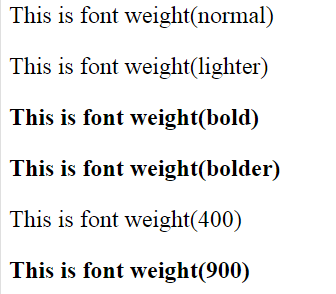 This is font weight(normal)
This is font weight(lighter)
This is font weight(bold)
This is font weight(bolder)
This is font weight(400)
This is font weight(900)